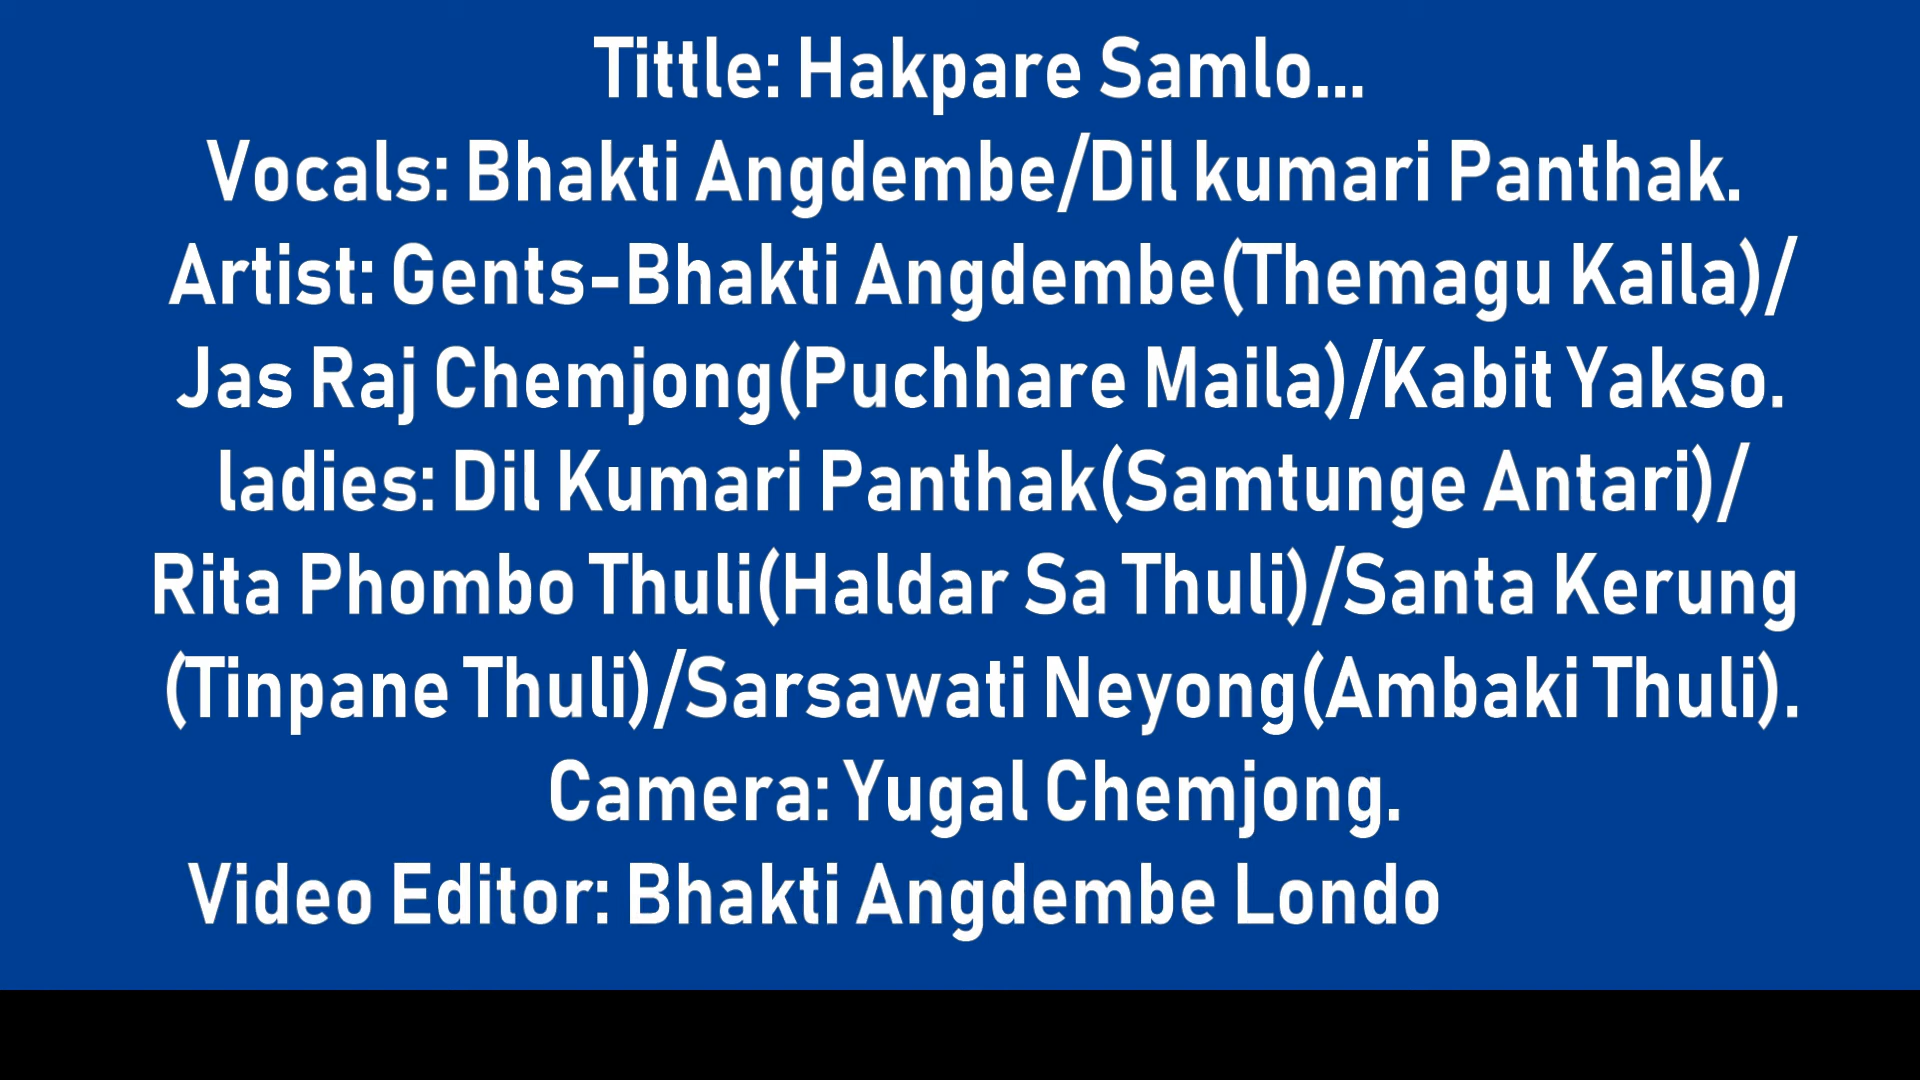 Tittle: Hakpare Samlo...
Vocals: Bhakti Angdembe/Dil kumari Panthak.
Artist: Gents-Bhakti Angdembe(Themagu Kaila)/
Jas Raj Chemjong(Puchhare Maila)/Kabit Yakso.
ladies: Dil Kumari Panthak(Samtunge Antari)/
Rita Phombo Thuli(Haldar Sa Thuli)/Santa Kerung
(Tinpane Thuli)/Sarsawati Neyong(Ambaki Thuli).
Camera: Yugal Chemjong.
Video Editor: Bhakti Angdembe Londo